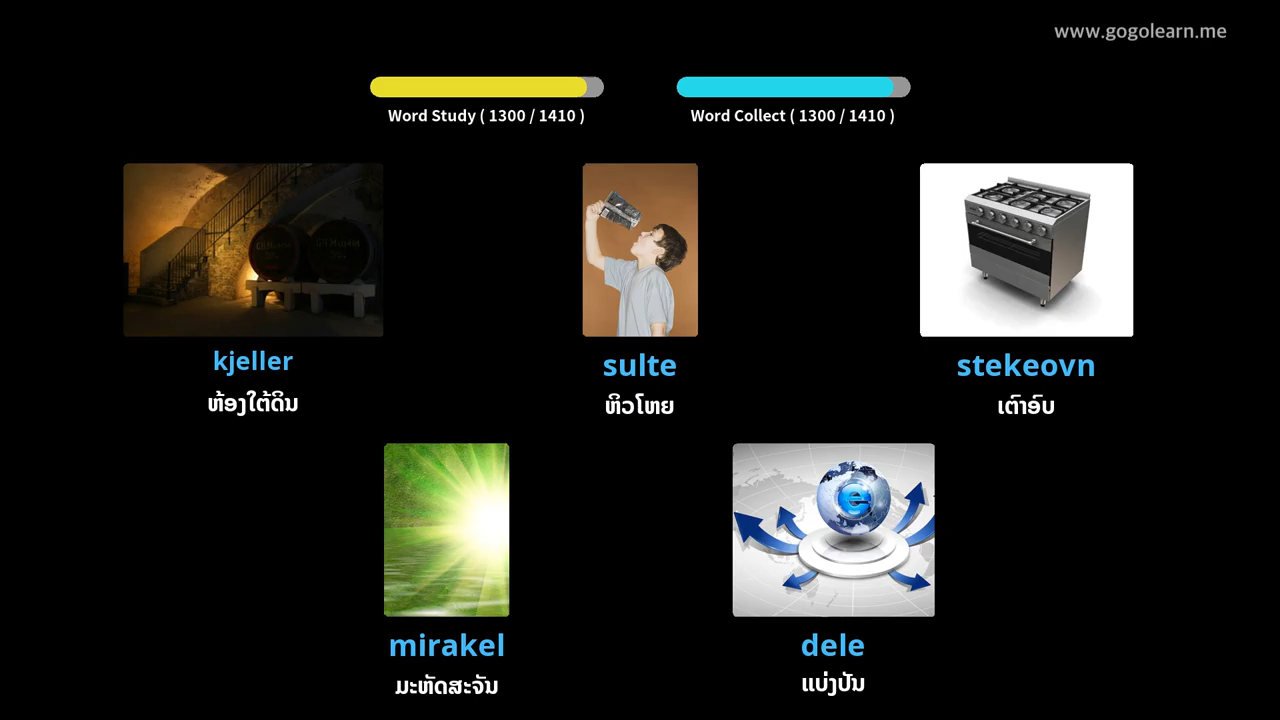 www.gogolearn.me
Word Study ( 1300 / 1410 )
Word Collect ( 1300 / 1410 )
kjeller
ຫ້ອງໃຕ້ດິນ
sulte
ຫິວໂຫຍ
stekeovn
ເຕົາອົບ
mirakel
ມະຫັດສະຈັນ
dele
ແບ່ງປັນ